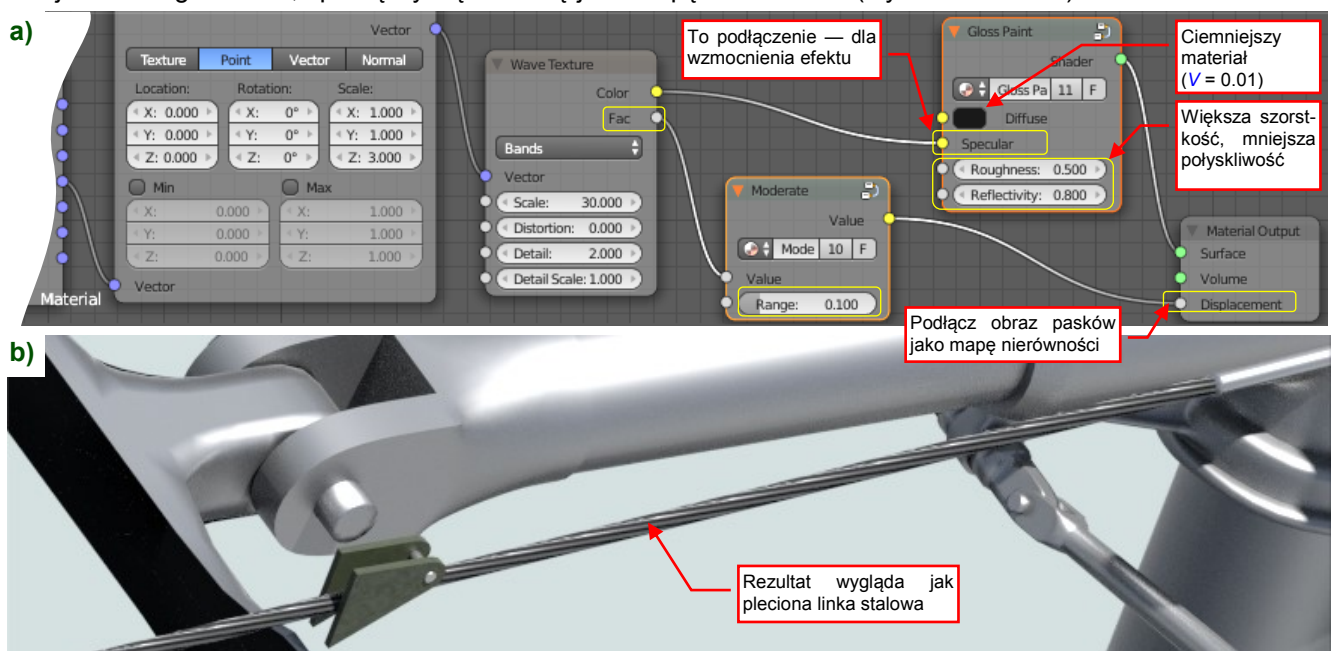 a)
Vector
Texture Point Vector Normal
Location: Rotation: Scale:
X: 0.000 X: 0° X: 1.000
Y: 0.000 Y: 0° Y: 1.000
Z: 0.000 Z: 0° Z: 3.000
Min Max
X: 0.000 X: 1.000
Y: 0.000 Y: 1.000
Z: 0.000 Z: 1.000
Vector
Material
Wave Texture
Color
Fac
Bands
Vector
Scale: 30.000
Distortion: 0.000
Detail: 2.000
Detail Scale: 1.000
To podłączenie — dla
wzmocnienia efektu
Moderate
Value
Mode 10 F
Value
Range: 0.100
Gloss Paint
Shader
Gloss Pa 11 F
Diffuse
Specular
Roughness: 0.500
Reflectivity: 0.800
Ciemniejszy
materiał
(V = 0.01)
Większa szorst-
kość, mniejsza
połyskliwość
Material Output
Surface
Volume
Displacement
Podłącz obraz pasków
jako mapę nierówności
b)
Rezultat wygląda jak
pleciona linka stalowa